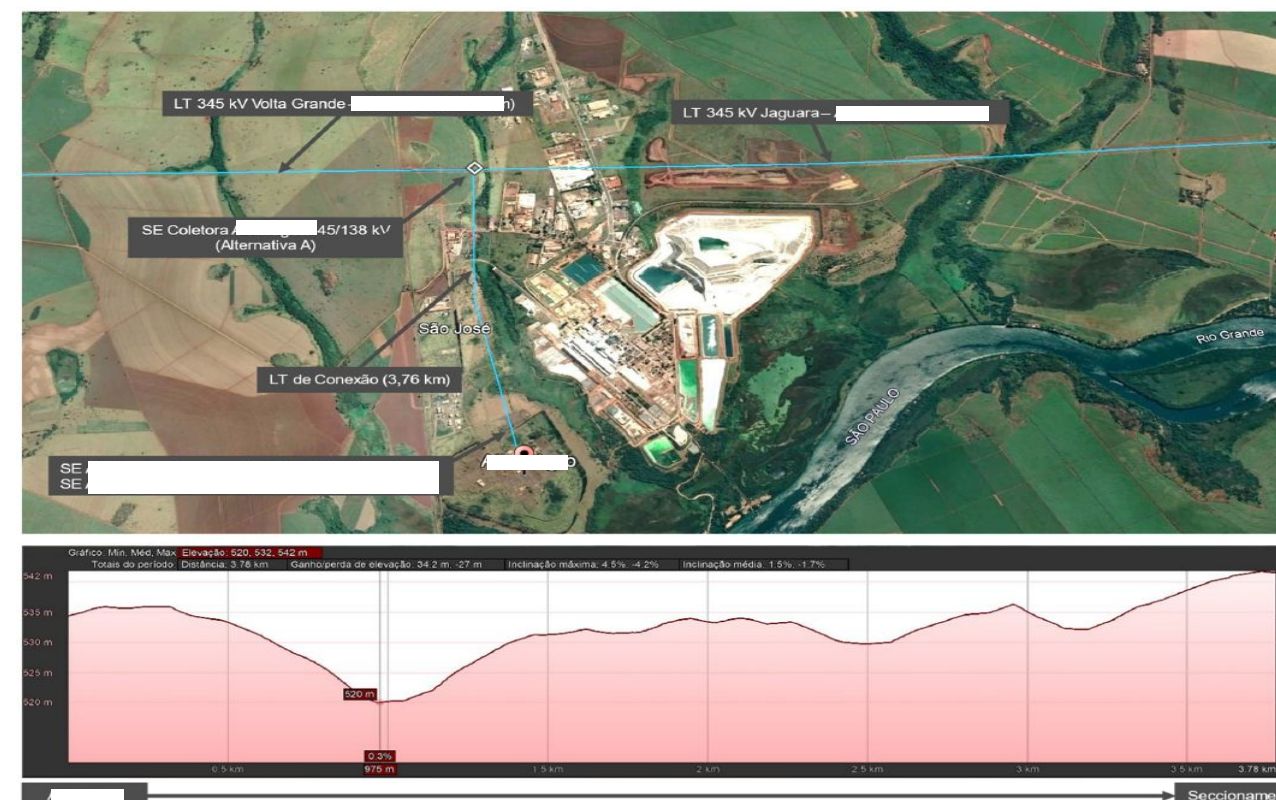 LT 345 kV Volta Grande-
LT 345 kV Jaguara–
SE Coletora 45/138 kV
(Alternativa A)
São José
Rio Grande
LT de Conexão (3,76 km)
SÃO PAULO
SE
SE
Gráfico: Mín, Méd, Máx Elevação: 520, 532, 542 m
Totais do período Distância: 3.78 km Ganho/perda de elevação: 34.2 m, -27 m Inclinação máxima: 4.5%, -4.2% Inclinação média: 1.5%, -1.7%
542 m
535 m
530 m
525 m
520 m
520 m
0.3%
0.5 km 975 m 1.5 km 2 km 2.5 km 3 km 3.5 km 3.78 km
Seccioname